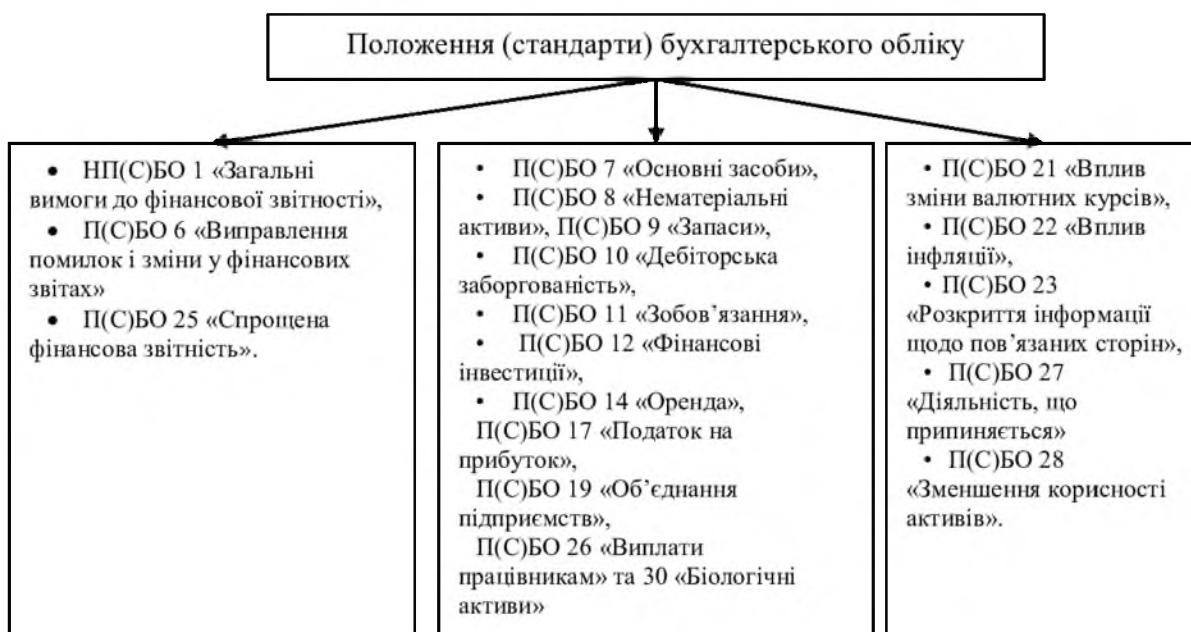 Положення (стандарти) бухгалтерського обліку
• НП(С)БО 1 «Загальні
вимоги до фінансової звітності»,
• П(С)БО 6 «Виправлення
помилок і зміни у фінансових
звітах»
• П(С)БО 25 «Спрощена
фінансова звітність».
• П(С)БО 7 «Основні засоби»,
• П(С)БО 8 «Нематеріальні
активи», П(С)БО 9 «Запаси»,
• П(С)БО 10 «Дебіторська
заборгованість»,
• П(С)БО 11 «Зобов’язання»,
• П(С)БО 12 «Фінансові
інвестиції»,
• П(С)БО 14 «Оренда»,
П(С)БО 17 «Податок на
прибуток»,
П(С)БО 19 «Об’єднання
підприємств»,
П(С)БО 26 «Виплати
працівникам» та 30 «Біологічні
активи»
• П(С)БО 21 «Вплив
зміни валютних курсів»,
• П(С)БО 22 «Вплив
інфляції»,
• П(С)БО 23
«Розкриття інформації
щодо пов’язаних сторін»,
• П(С)БО 27
«Діяльність, що
припиняється»
• П(С)БО 28
«Зменшення корисності
активів».